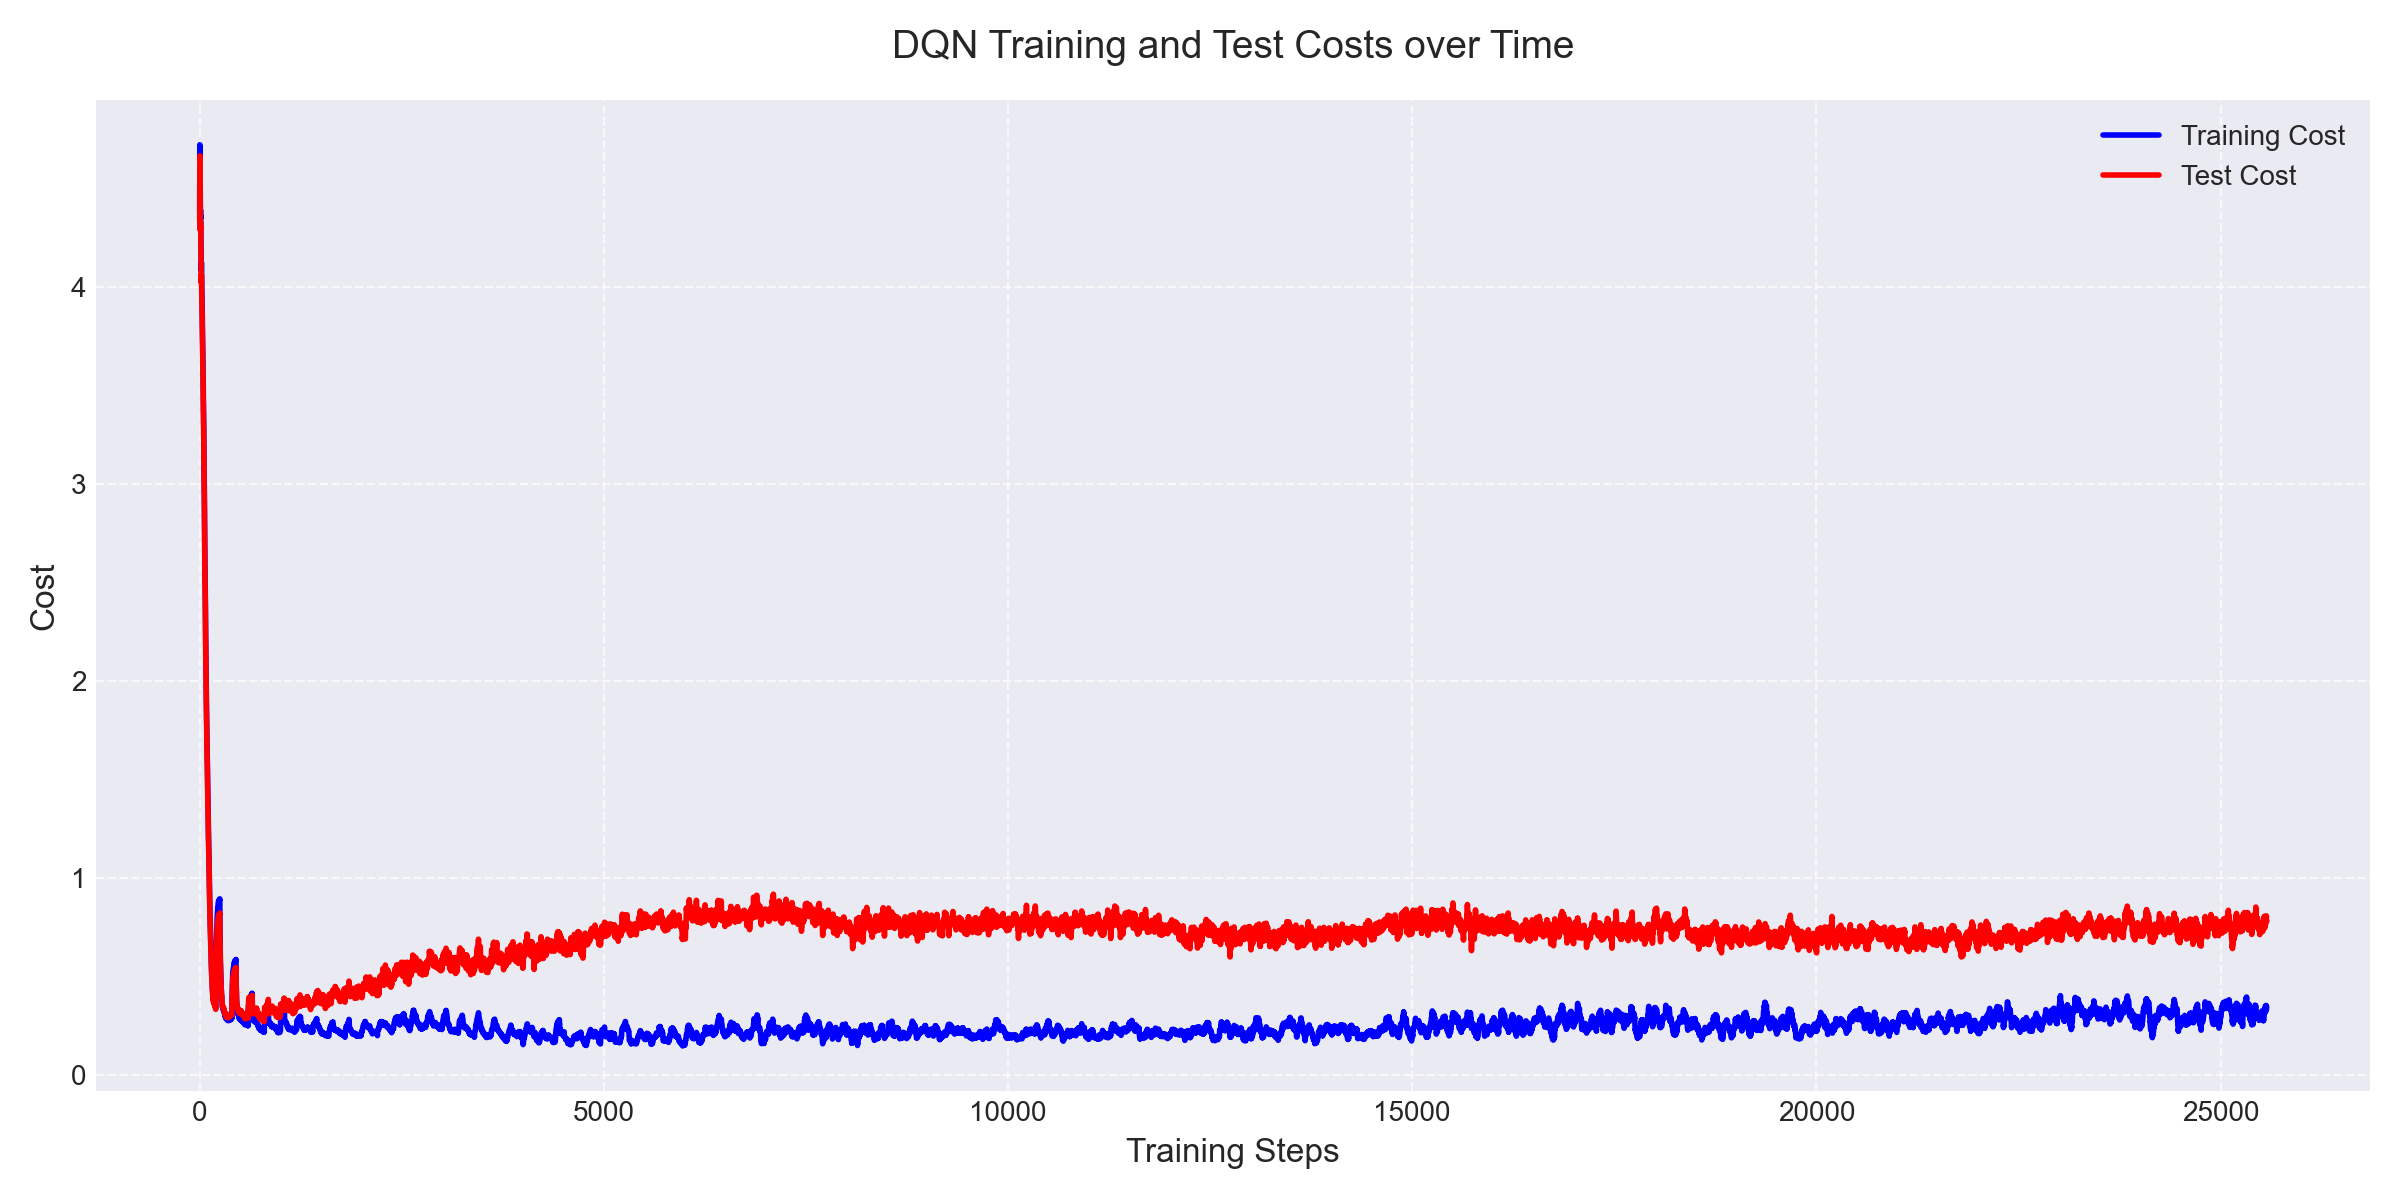 DQN Training and Test Costs over Time
Training Cost
Test Cost
Cost
4
3
2
1
0
0 5000 10000 15000 20000 25000
Training Steps